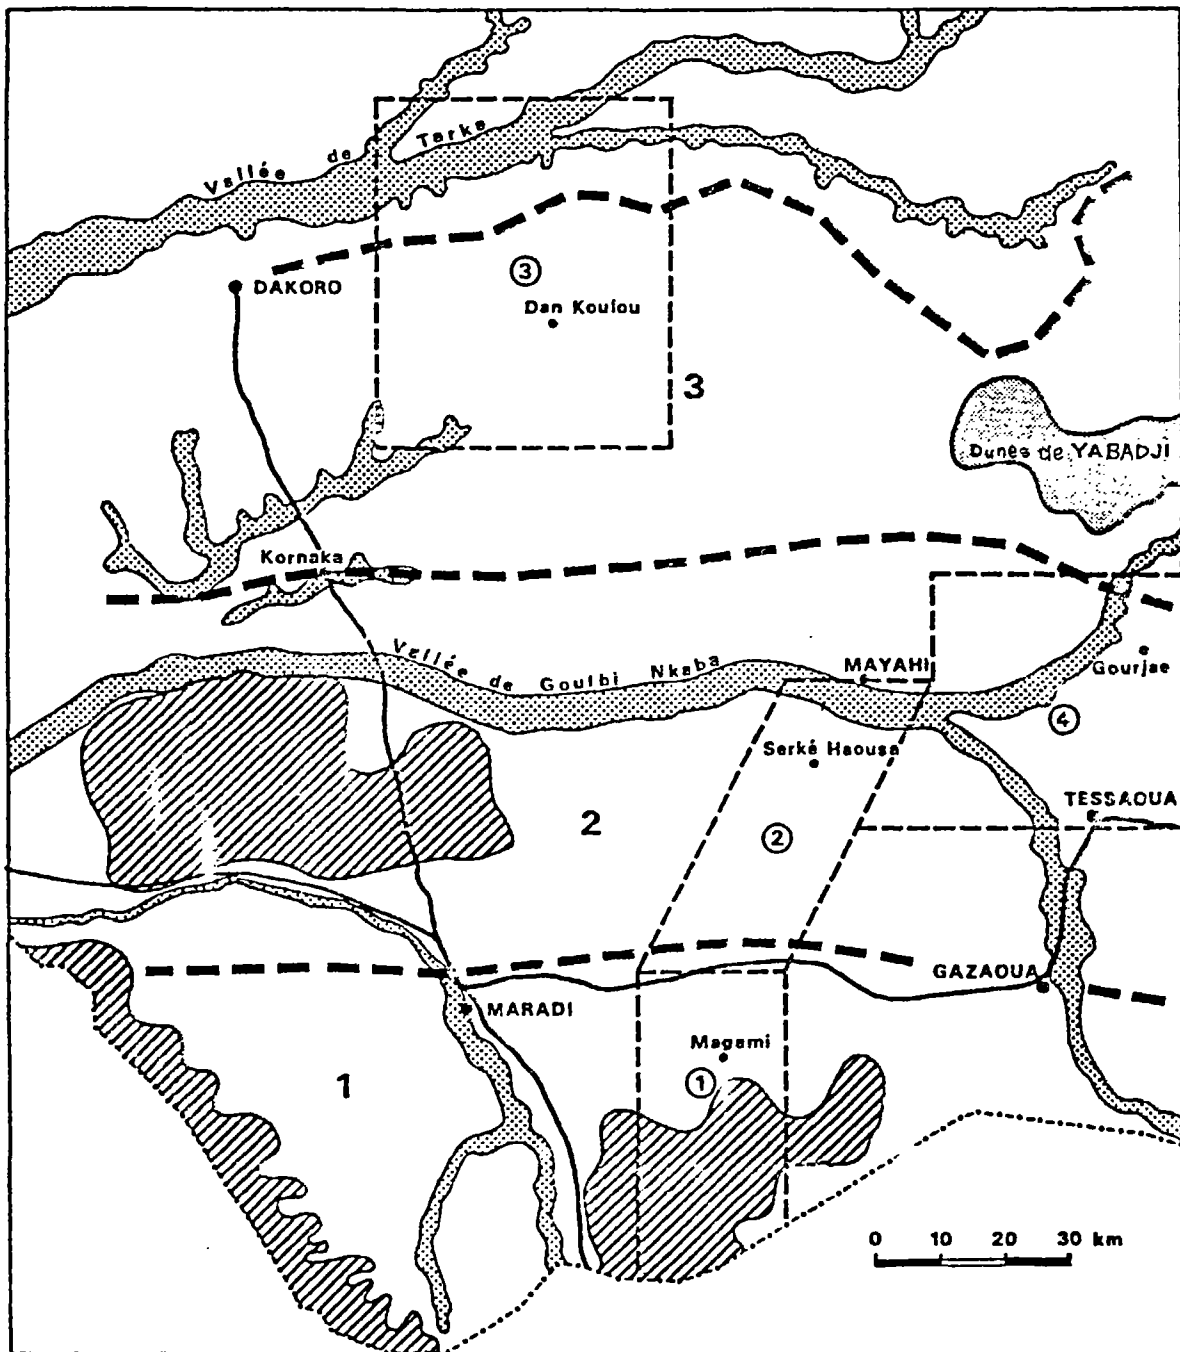 Vallée de Tarka
DAKORO
3
Dan Koulou
3
Dunes de YABADJI
Kornaka
Vallée de Goulbi Nkaba
MAYAHI
Gourjae
4
Serké Haousa
TESSAOUA
2
2
GAZAOUA
MARADI
Magami
1
1
0 10 20 30 km